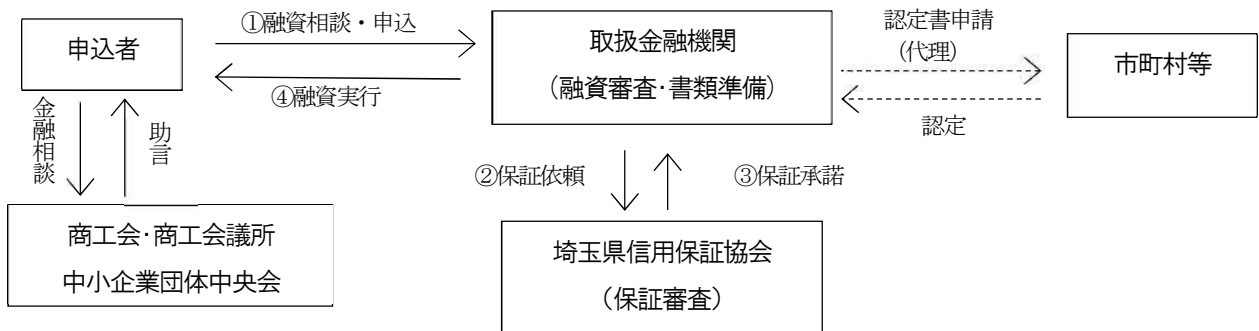 ①融資相談・申込
申込者
取扱金融機関
(融資審査･書類準備)
認定書申請
(代理)
市町村等
④融資実行
認定
金融相談
助言
②保証依頼
③保証承諾
商工会･商工会議所
中小企業団体中央会
埼玉県信用保証協会
(保証審査)